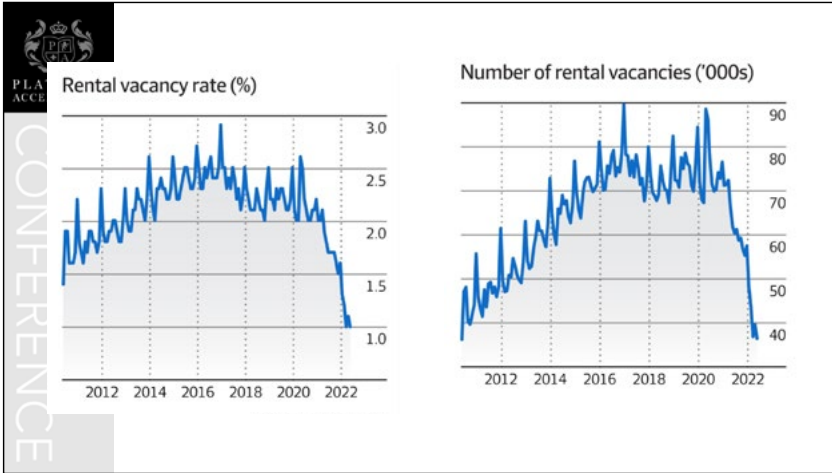 P A
PLA
ACCE
CONFERENCE
Rental vacancy rate (%)
3.0
2.5
2.0
1.5
1.0
2012 2014 2016 2018 2020 2022
Number of rental vacancies ('000s)
90
80
70
60
50
40
2012 2014 2016 2018 2020 2022